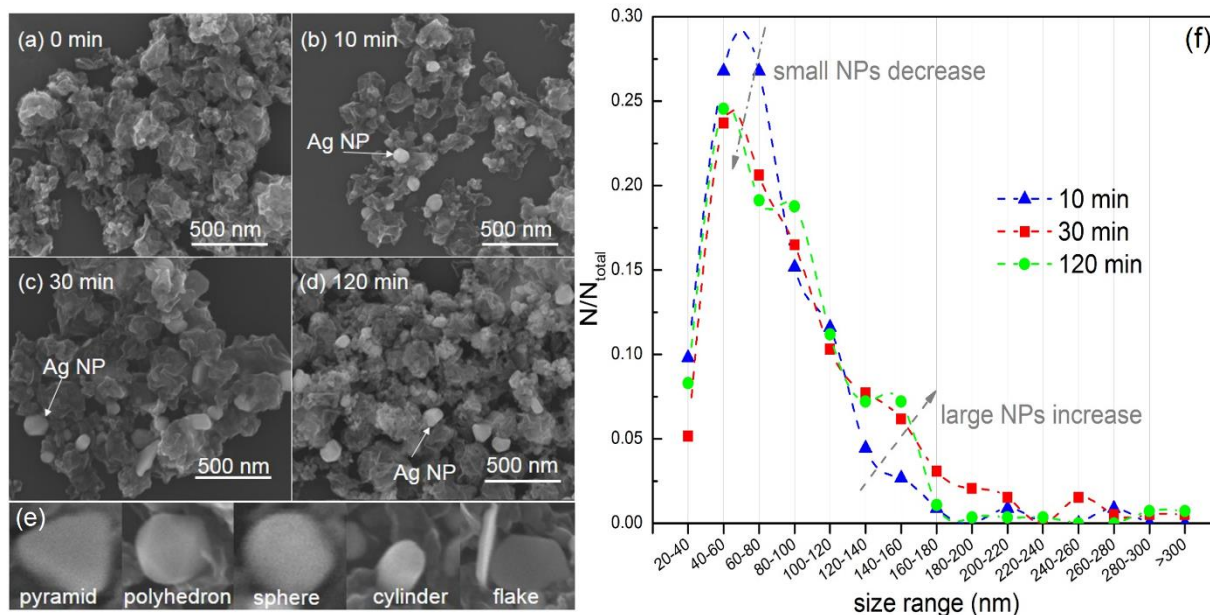 (a) 0 min
500 nm
(b) 10 min
Ag NP
500 nm
(c) 30 min
Ag NP
500 nm
(d) 120 min
Ag NP
500 nm
(e)
pyramid
polyhedron
sphere
cylinder
flake
(f)
0.30
0.25
0.20
0.15
0.10
0.05
0.00
N/N_total
small NPs decrease
10 min
30 min
120 min
large NPs increase
20-40
40-60
60-80
80-100
100-120
120-140
140-160
160-180
180-200
200-220
220-240
240-260
260-280
280-300
>300
size range (nm)